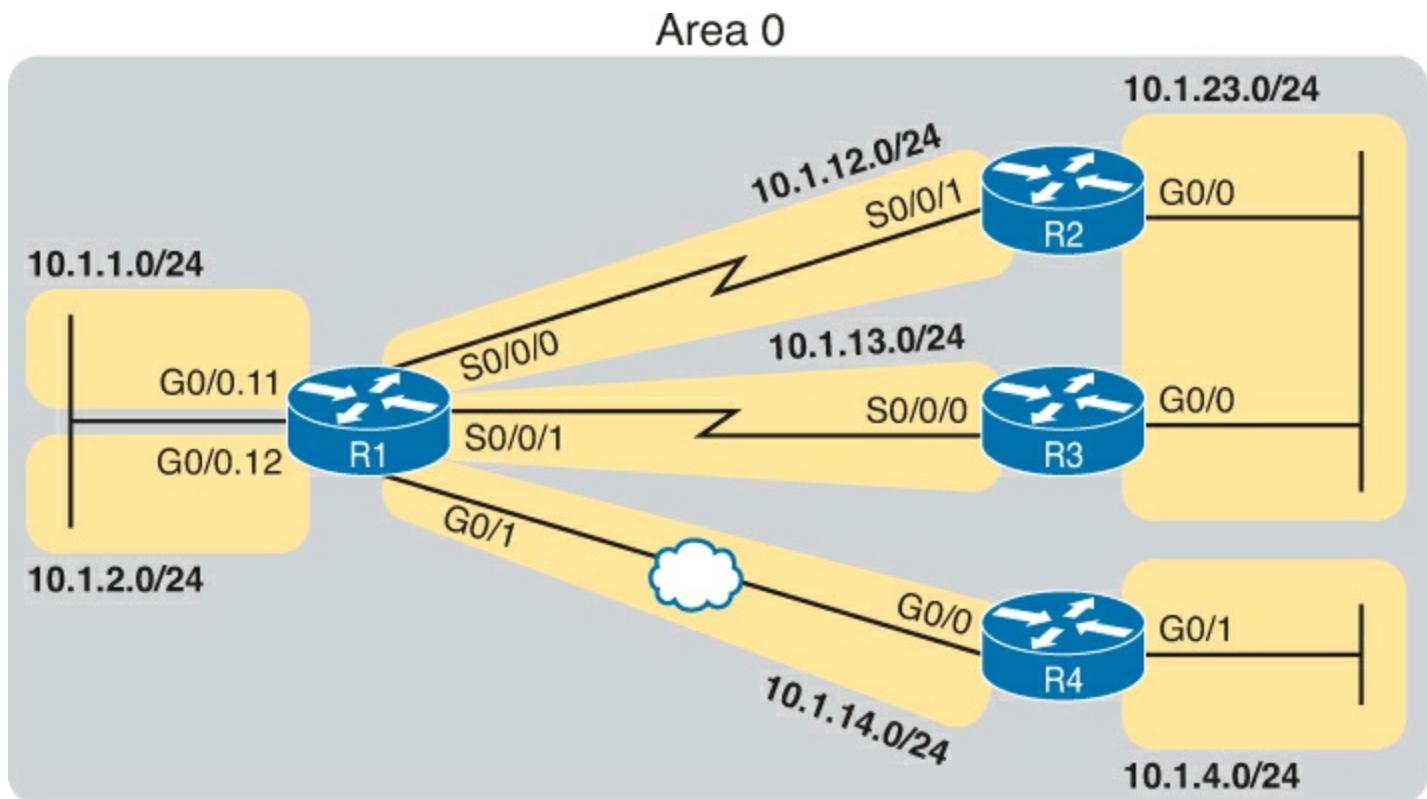 Area 0
10.1.23.0/24
10.1.12.0/24
S0/0/1
G0/0
R2
10.1.1.0/24
S0/0/0
10.1.13.0/24
G0/0.11
S0/0/0
G0/0
R1
S0/0/1
R3
G0/0.12
G0/1
10.1.2.0/24
G0/0
G0/1
R4
10.1.14.0/24
10.1.4.0/24